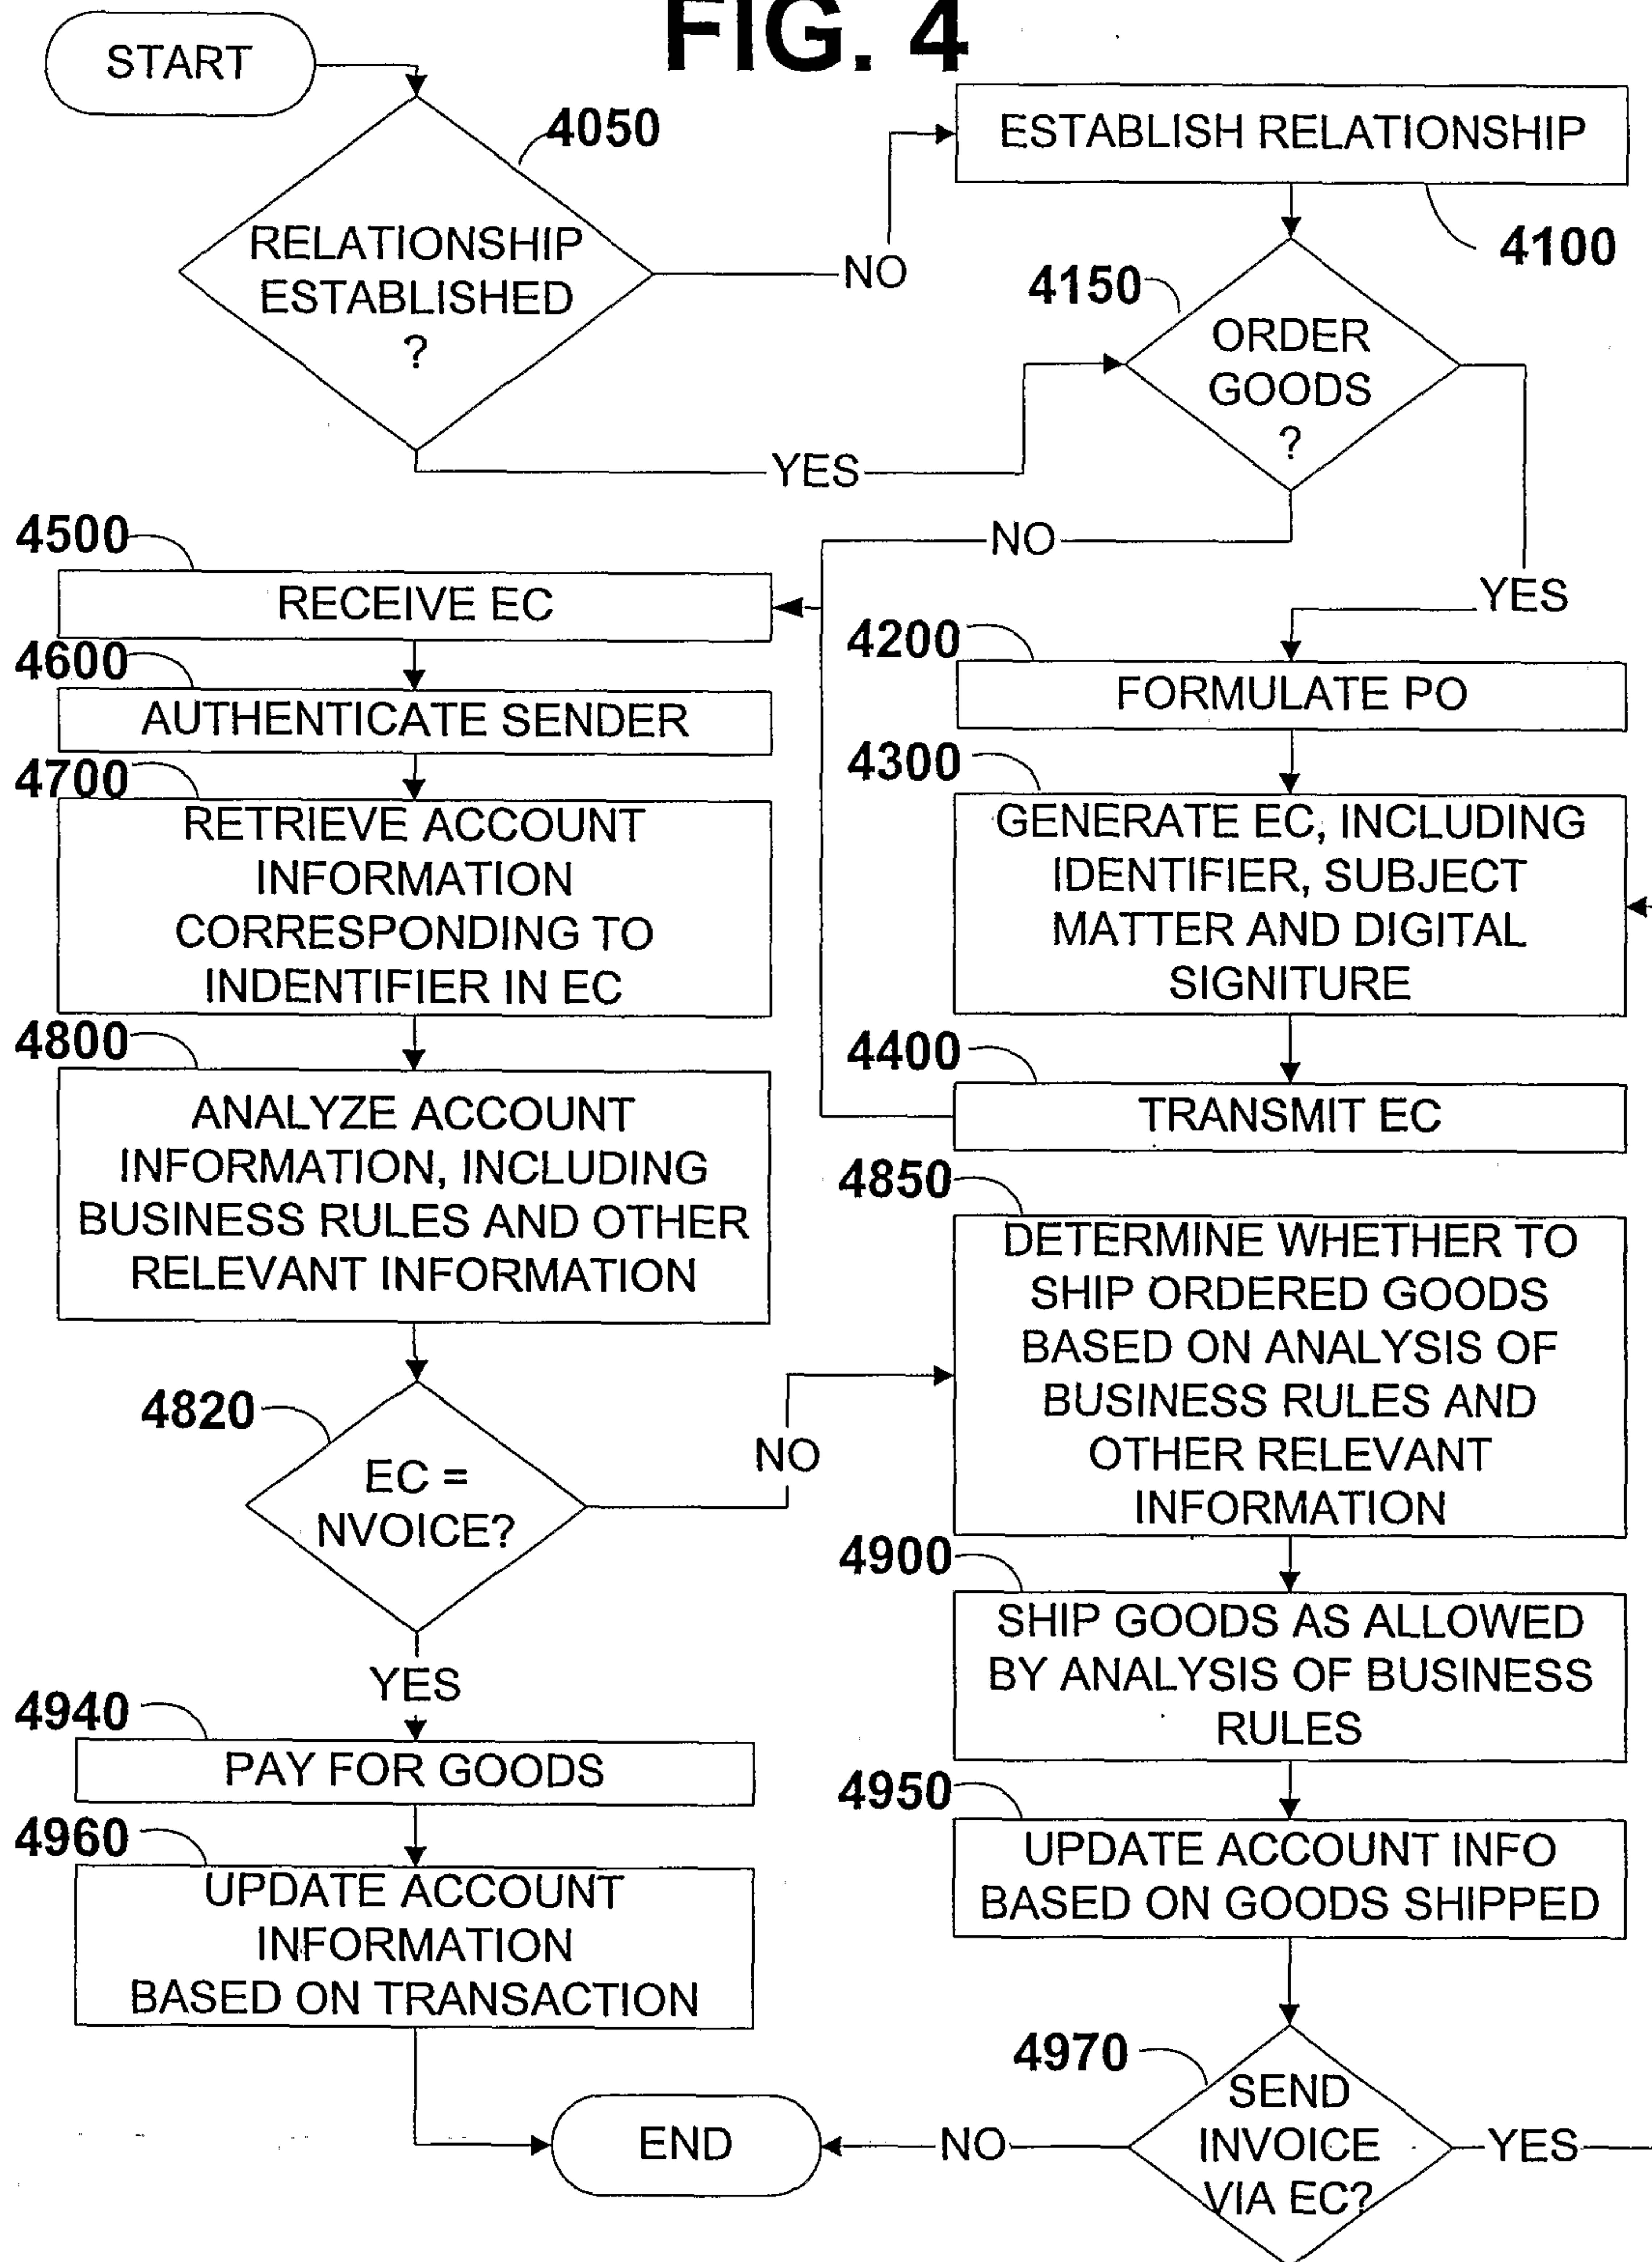 FIG. 4
START
4050
RELATIONSHIP
ESTABLISHED
?
NO
YES
ESTABLISH RELATIONSHIP
4100
4150
ORDER
GOODS
?
NO
YES
4500
RECEIVE EC
4600
AUTHENTICATE SENDER
4700
RETRIEVE ACCOUNT
INFORMATION
CORRESPONDING TO
INDENTIFIER IN EC
4800
ANALYZE ACCOUNT
INFORMATION, INCLUDING
BUSINESS RULES AND OTHER
RELEVANT INFORMATION
4820
EC =
NVOICE?
NO
YES
4940
PAY FOR GOODS
4960
UPDATE ACCOUNT
INFORMATION
BASED ON TRANSACTION
4200
FORMULATE PO
4300
GENERATE EC, INCLUDING
IDENTIFIER, SUBJECT
MATTER AND DIGITAL
SIGNITURE
4400
TRANSMIT EC
4850
DETERMINE WHETHER TO
SHIP ORDERED GOODS
BASED ON ANALYSIS OF
BUSINESS RULES AND
OTHER RELEVANT
INFORMATION
4900
SHIP GOODS AS ALLOWED
BY ANALYSIS OF BUSINESS
RULES
4950
UPDATE ACCOUNT INFO
BASED ON GOODS SHIPPED
4970
SEND
INVOICE
VIA EC?
NO
YES
END